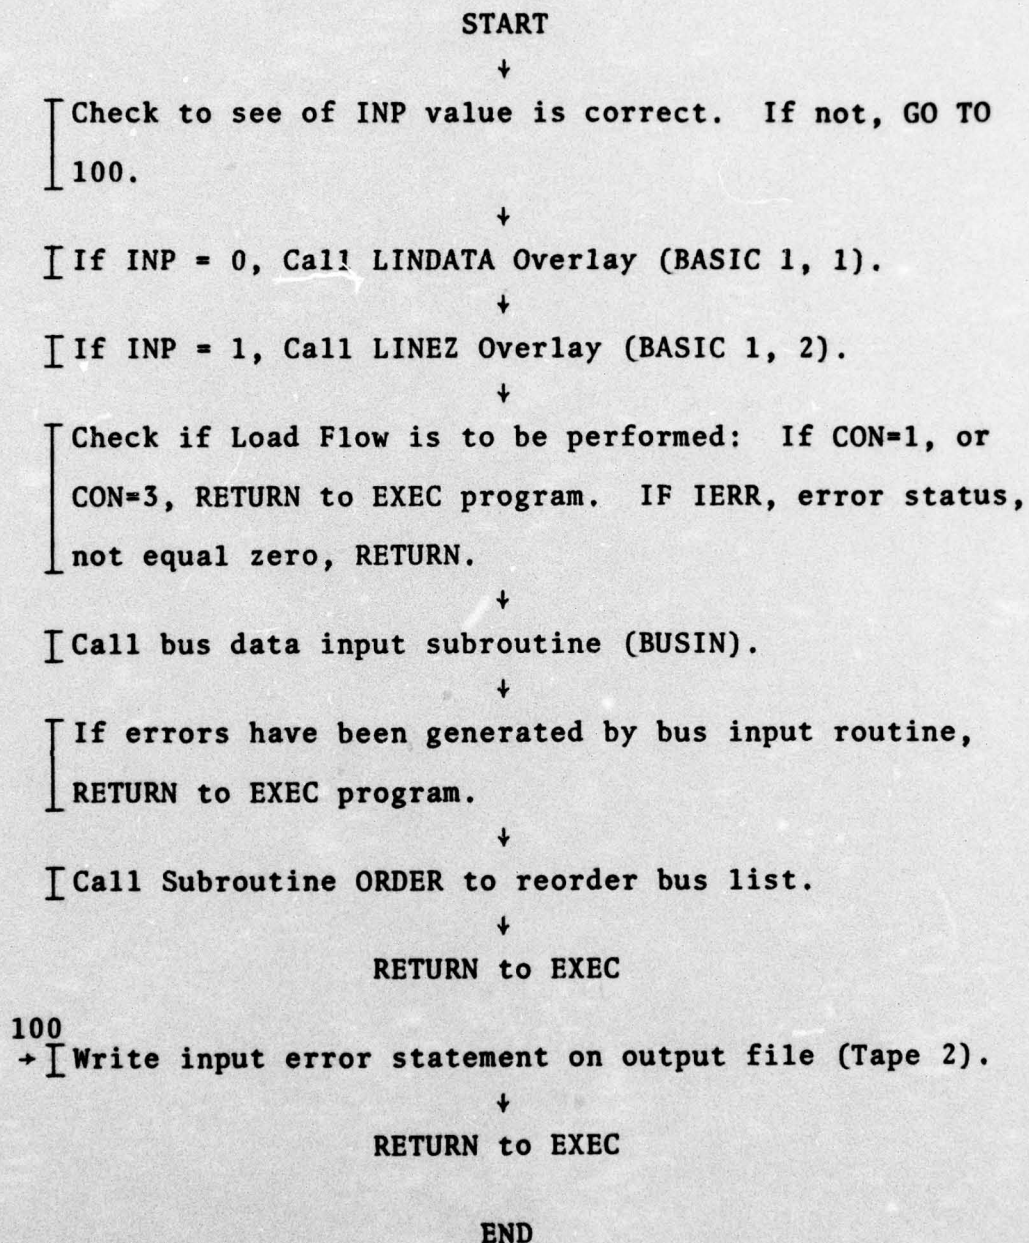 START
↓
Check to see of INP value is correct. If not, GO TO
100.
↓
If INP = 0, Call LINDATA Overlay (BASIC 1, 1).
↓
If INP = 1, Call LINEZ Overlay (BASIC 1, 2).
↓
Check if Load Flow is to be performed: If CON=1, or
CON=3, RETURN to EXEC program. IF IERR, error status,
not equal zero, RETURN.
↓
Call bus data input subroutine (BUSIN).
↓
If errors have been generated by bus input routine,
RETURN to EXEC program.
↓
Call Subroutine ORDER to reorder bus list.
↓
RETURN to EXEC
100
→ Write input error statement on output file (Tape 2).
↓
RETURN to EXEC
END